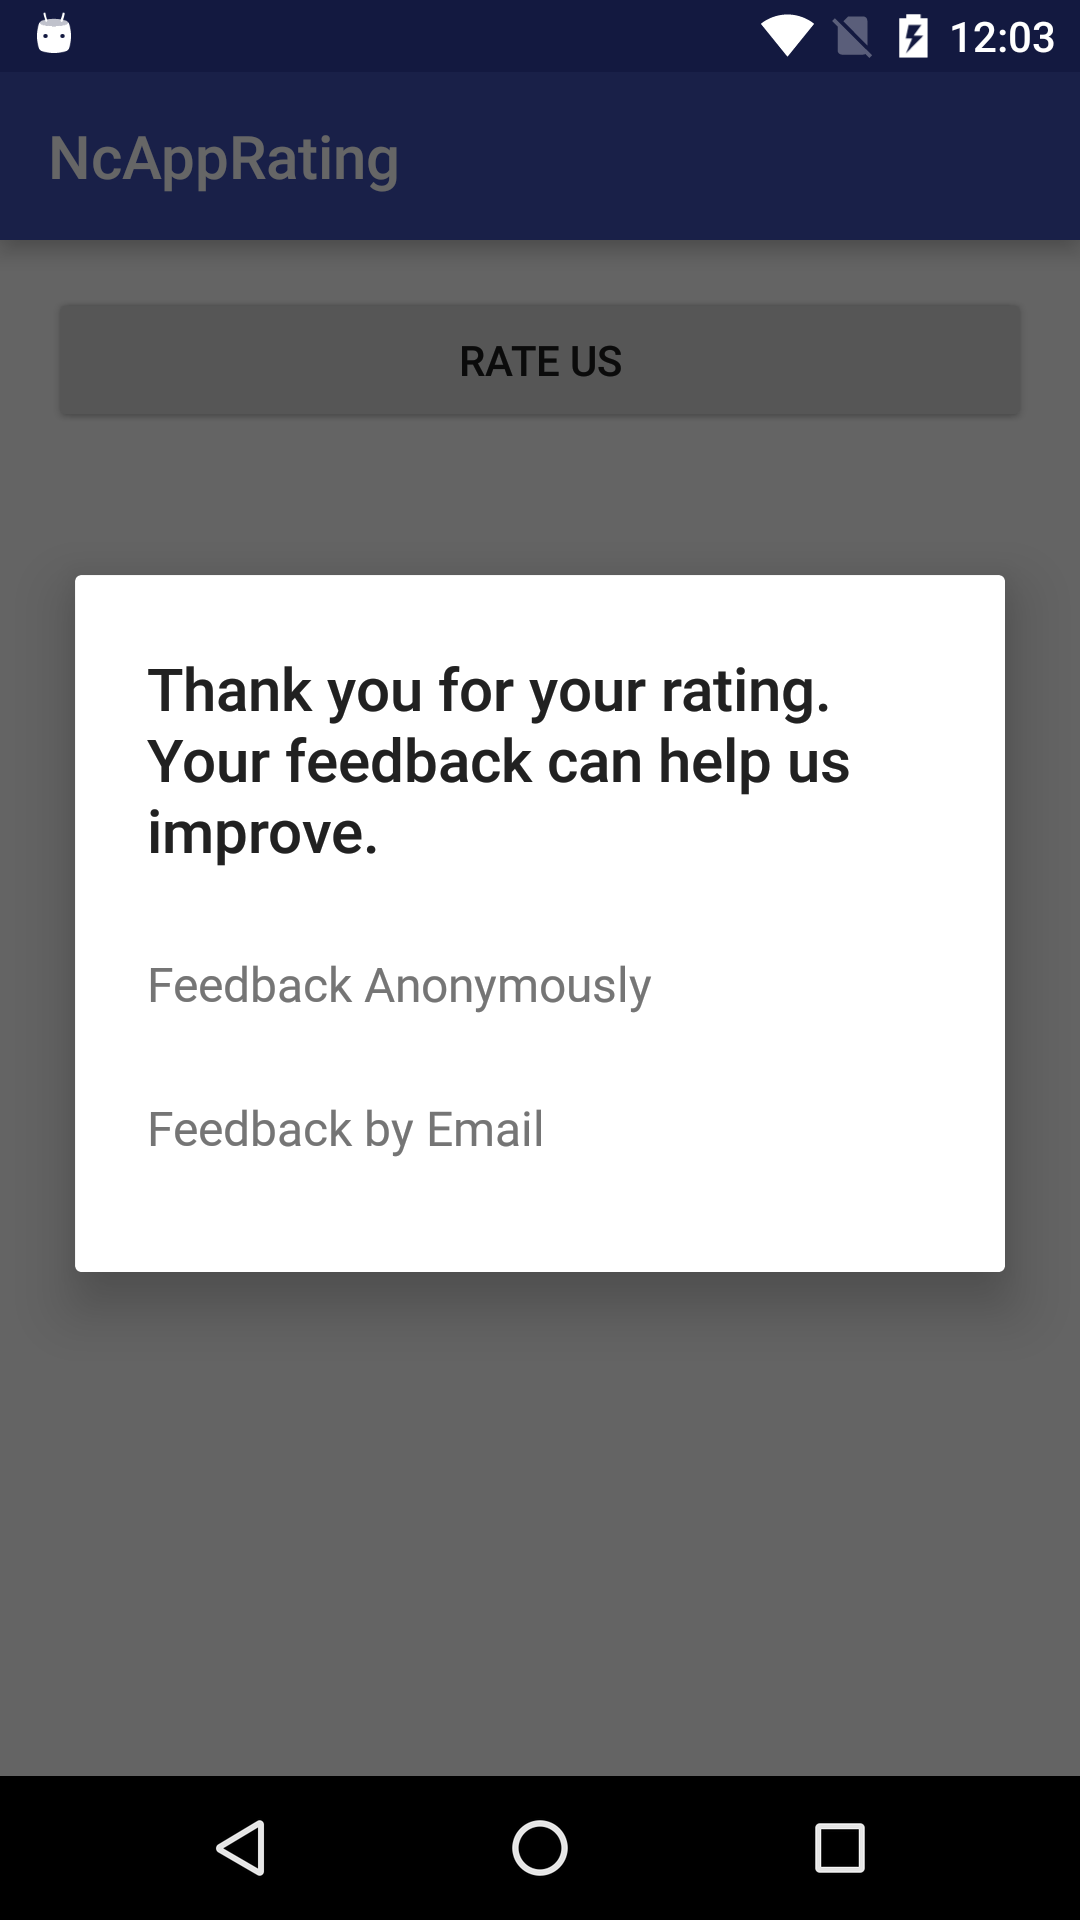 12:03
NcAppRating
RATE US
Thank you for your rating.
Your feedback can help us
improve.
Feedback Anonymously
Feedback by Email